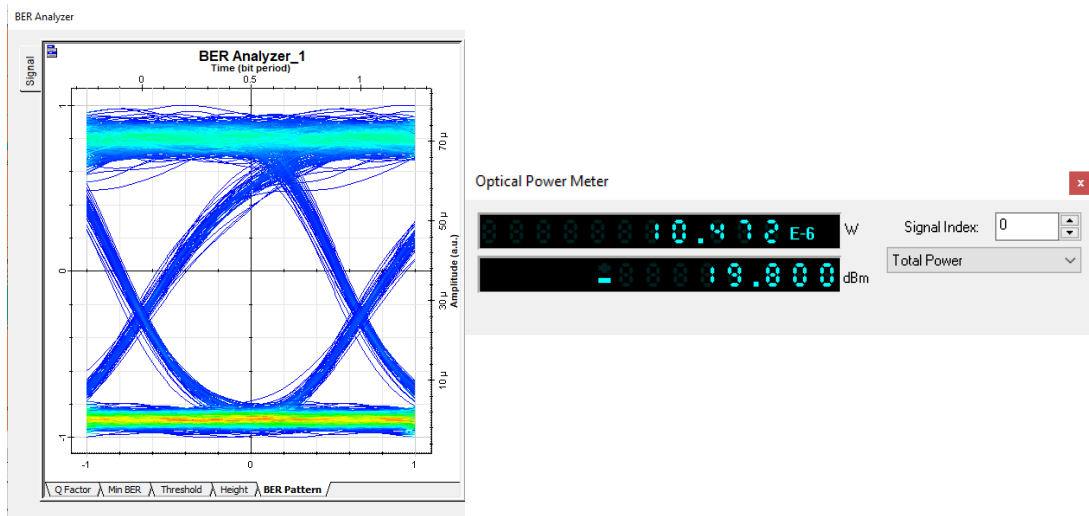 BER Analyzer
Signal
BER Analyzer_1
Time (bit period)
0 0.5 1
1
0
-1
70 µ
50 µ
30 µ
10 µ
Amplitude (a.u.)
-1 0 1
Q Factor Min BER Threshold Height BER Pattern
Optical Power Meter
x
10.472 E-6 W
-19.800 dBm
Signal Index: 0
Total Power